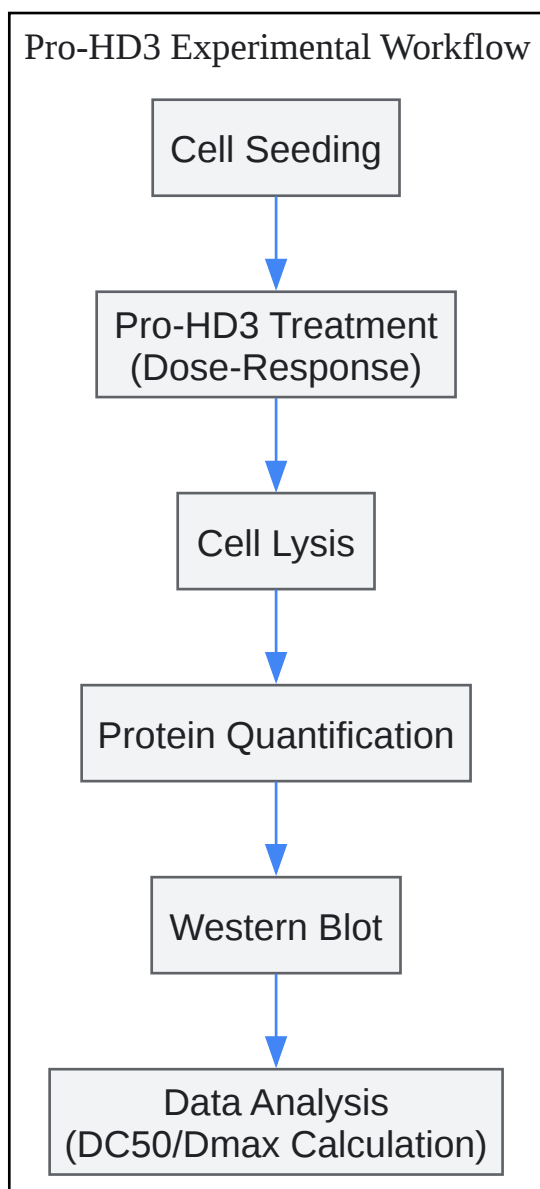 Pro-HD3 Experimental Workflow
Cell Seeding
Pro-HD3 Treatment
(Dose-Response)
Cell Lysis
Protein Quantification
Western Blot
Data Analysis
(DC50/Dmax Calculation)